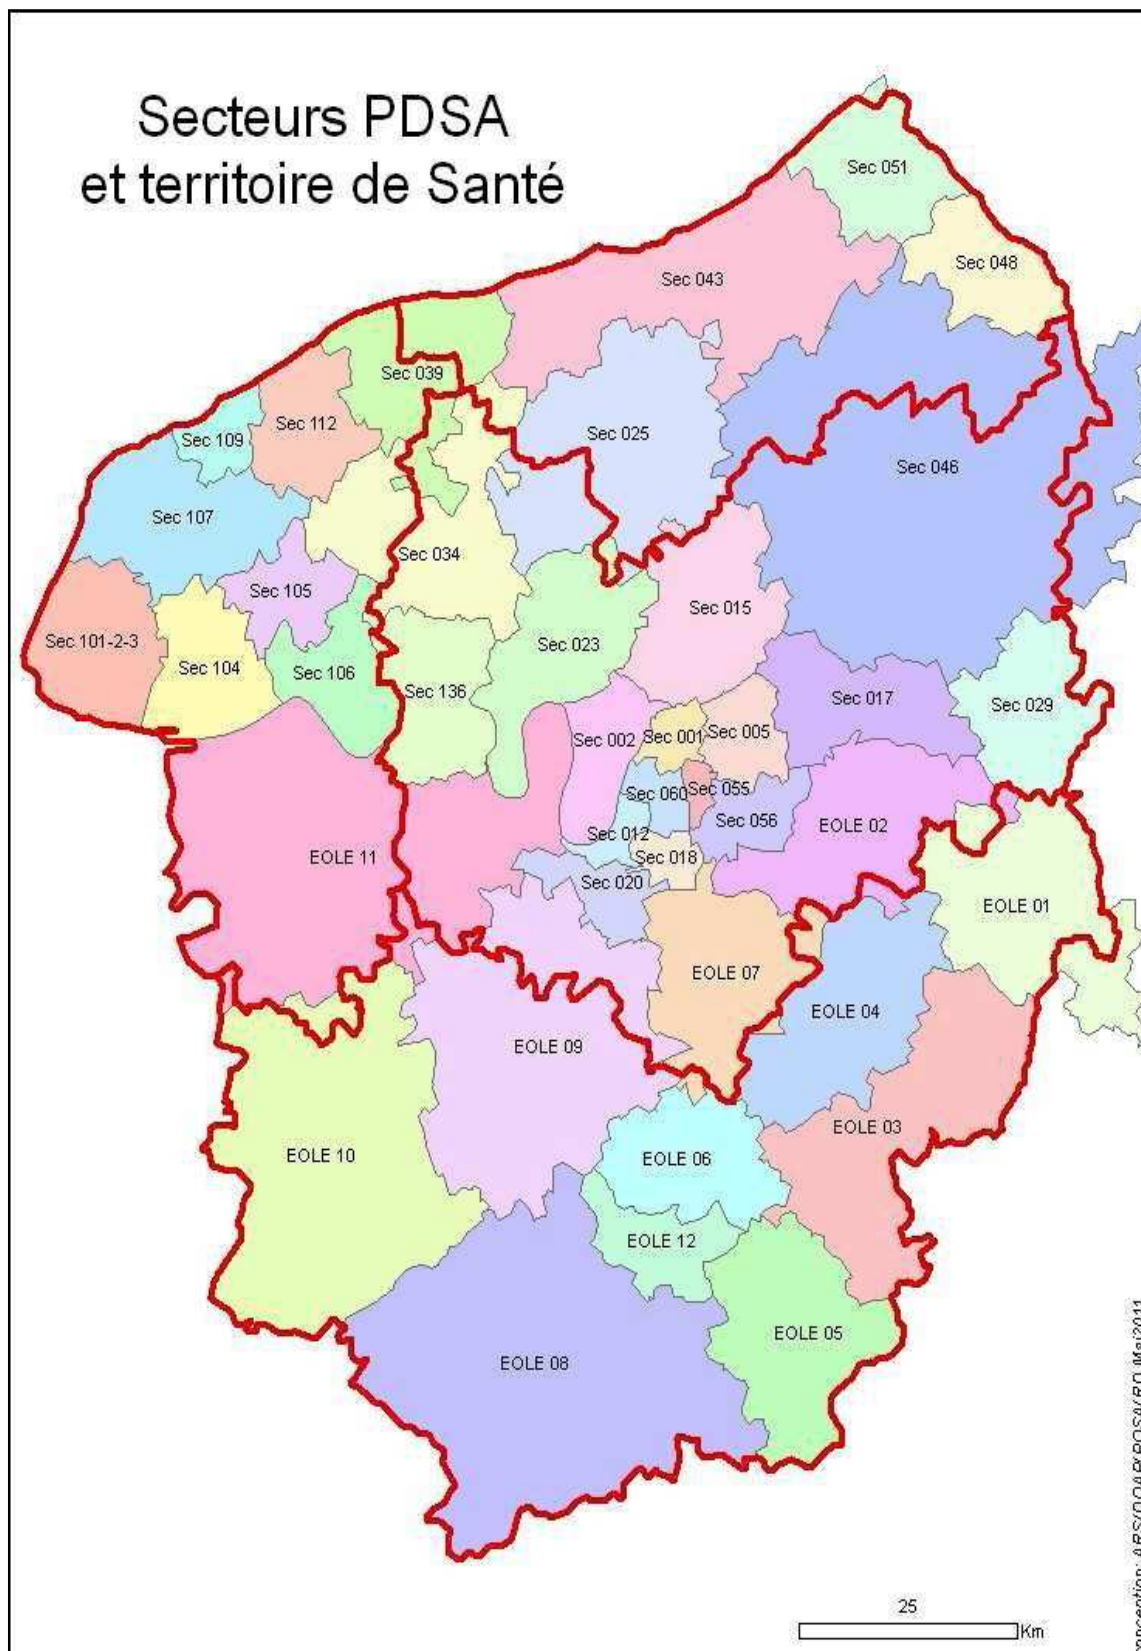 Secteurs PDSA
et territoire de Santé
Sec 051
Sec 048
Sec 043
Sec 039
Sec 112
Sec 109
Sec 025
Sec 046
Sec 107
Sec 034
Sec 105
Sec 015
Sec 101-2-3
Sec 104
Sec 106
Sec 023
Sec 136
Sec 017
Sec 029
Sec 002
Sec 001
Sec 005
Sec 060
Sec 055
Sec 012
Sec 056
EOLE 02
Sec 018
EOLE 11
Sec 020
EOLE 01
EOLE 07
EOLE 04
EOLE 09
EOLE 03
EOLE 10
EOLE 06
EOLE 12
EOLE 05
EOLE 08
25
Km